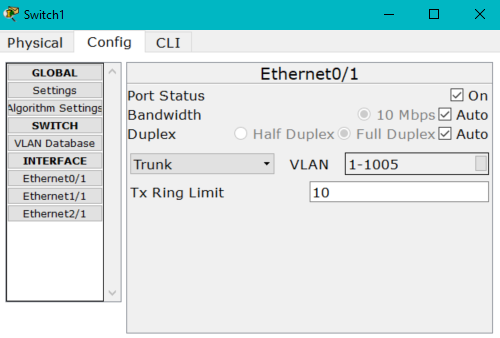 Switch1
Physical Config CLI
GLOBAL
Settings
Algorithm Settings
SWITCH
VLAN Database
INTERFACE
Ethernet0/1
Ethernet1/1
Ethernet2/1
Ethernet0/1
Port Status On
Bandwidth 10 Mbps Auto
Duplex Half Duplex Full Duplex Auto
Trunk VLAN 1-1005
Tx Ring Limit 10